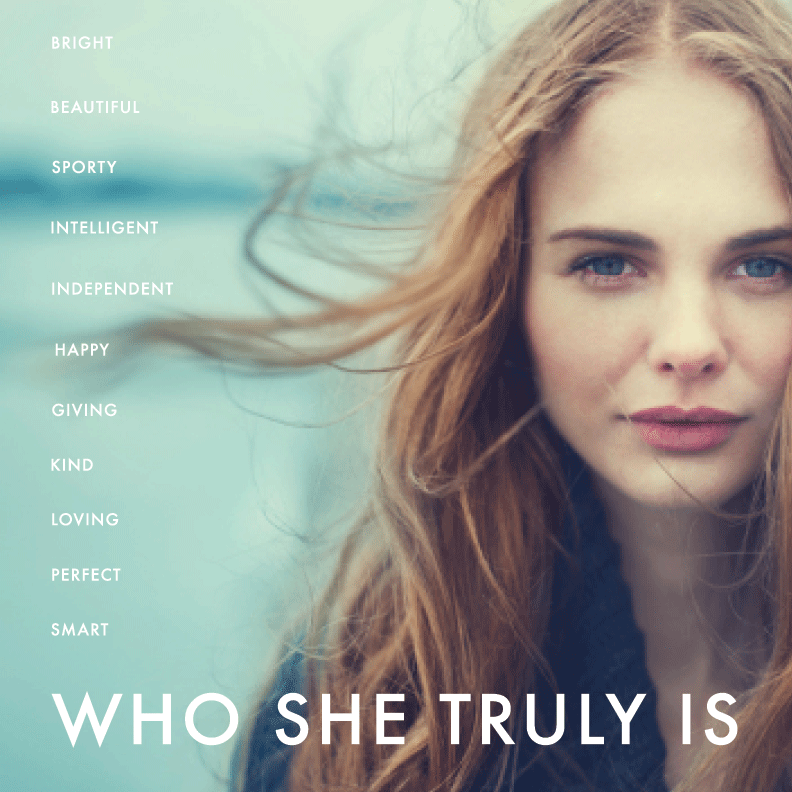 BRIGHT
BEAUTIFUL
SPORTY
INTELLIGENT
INDEPENDENT
HAPPY
GIVING
KIND
LOVING
PERFECT
SMART
WHO SHE TRULY IS